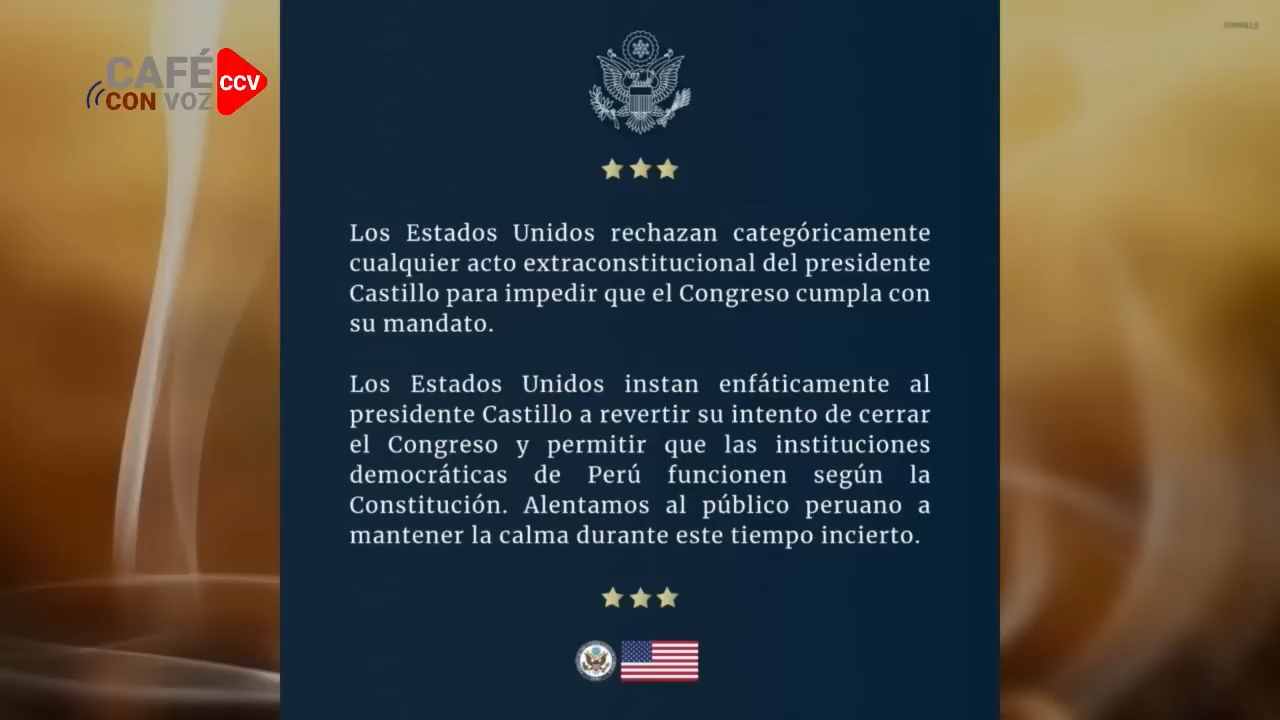 CAFÉ
CON VOZ
CCV
Los Estados Unidos rechazan categóricamente
cualquier acto extraconstitucional del presidente
Castillo para impedir que el Congreso cumpla con
su mandato.
Los Estados Unidos instan enfáticamente al
presidente Castillo a revertir su intento de cerrar
el Congreso y permitir que las instituciones
democráticas de Perú funcionen según la
Constitución. Alentamos al público peruano a
mantener la calma durante este tiempo incierto.